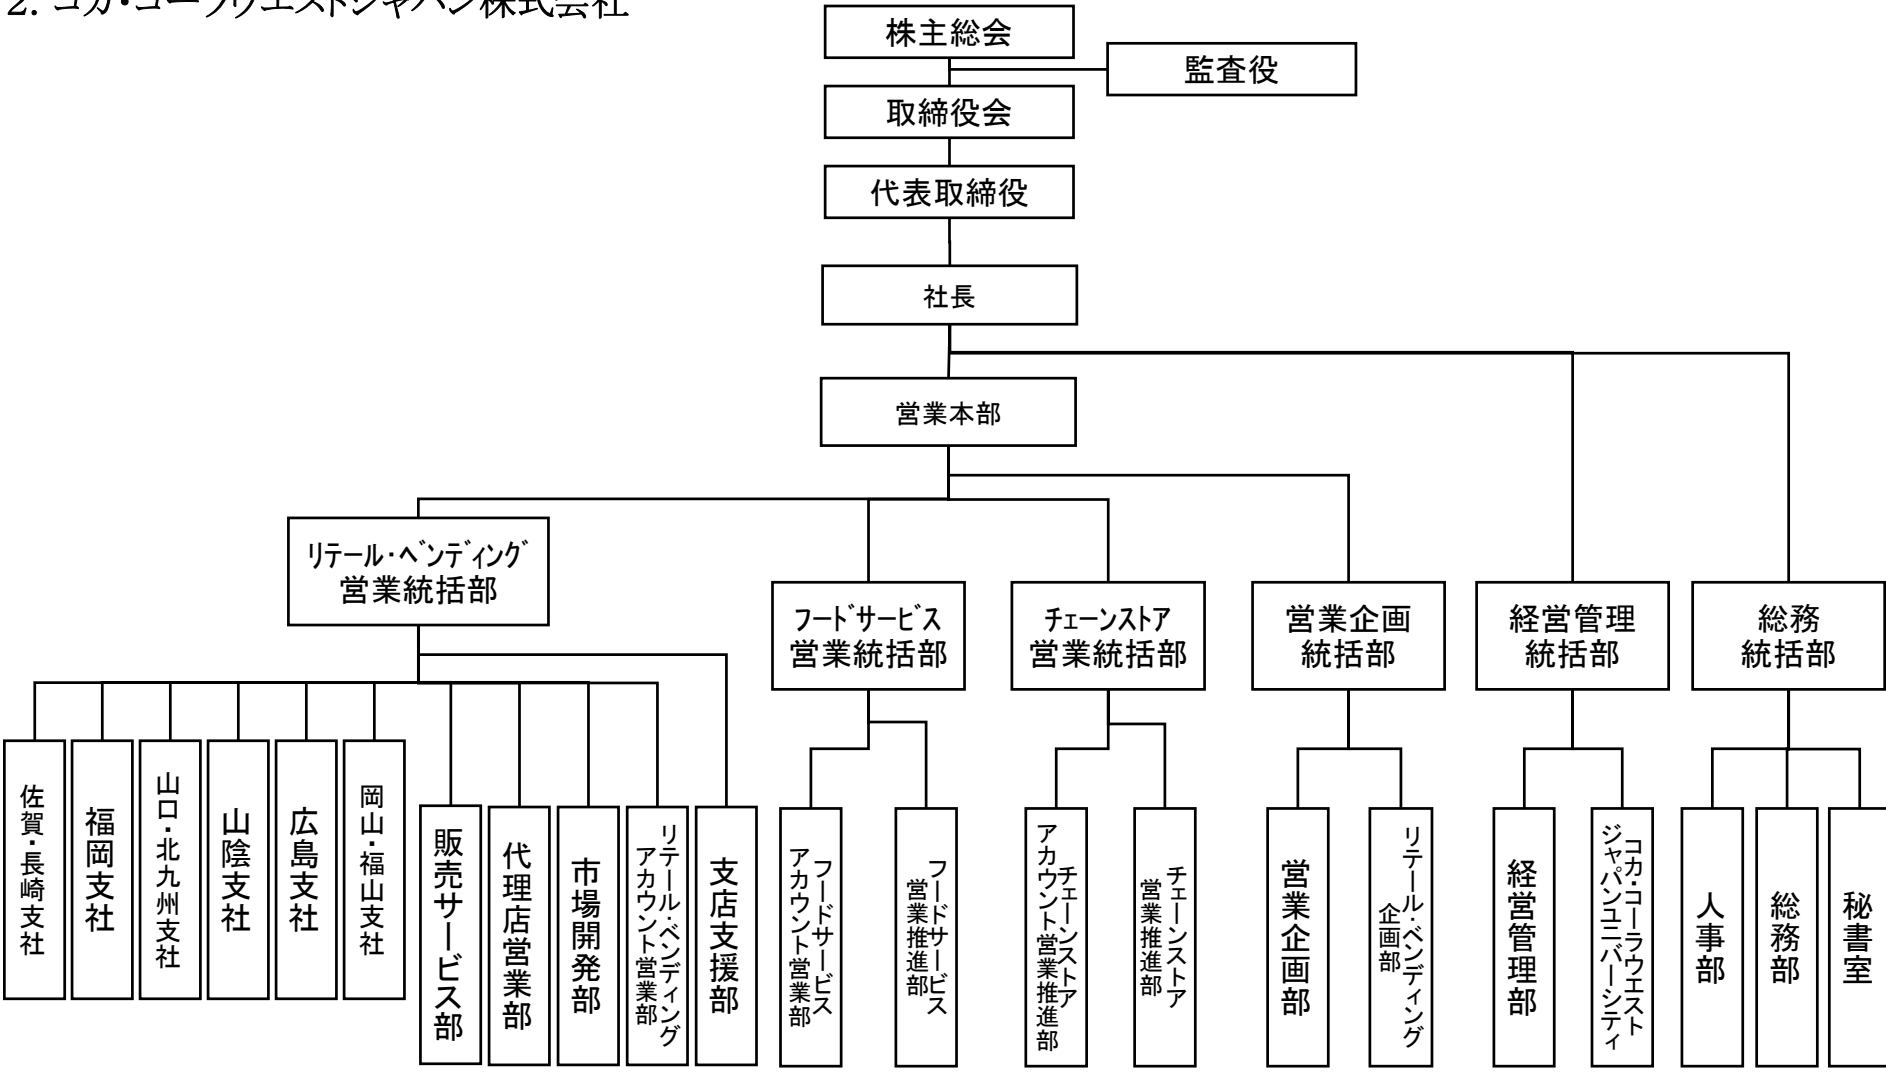 2. コカ・コーラウエストジャパン株式会社
株主総会
監査役
取締役会
代表取締役
社長
営業本部
リテール・ベンディング
営業統括部
フードサービス
営業統括部
チェーンストア
営業統括部
営業企画
統括部
経営管理
統括部
総務
統括部
佐賀・長崎支社
福岡支社
山口・北九州支社
山陰支社
広島支社
岡山・福山支社
販売サービス部
代理店営業部
市場開発部
リテール・ベンディング
アカウント営業部
支店支援部
フードサービス
アカウント営業部
フードサービス
営業推進部
チェーンストア
アカウント営業推進部
チェーンストア
営業推進部
営業企画部
リテール・ベンディング
企画部
経営管理部
コカ・コーラウエスト
ジャパンユニバーシティ
人事部
総務部
秘書室